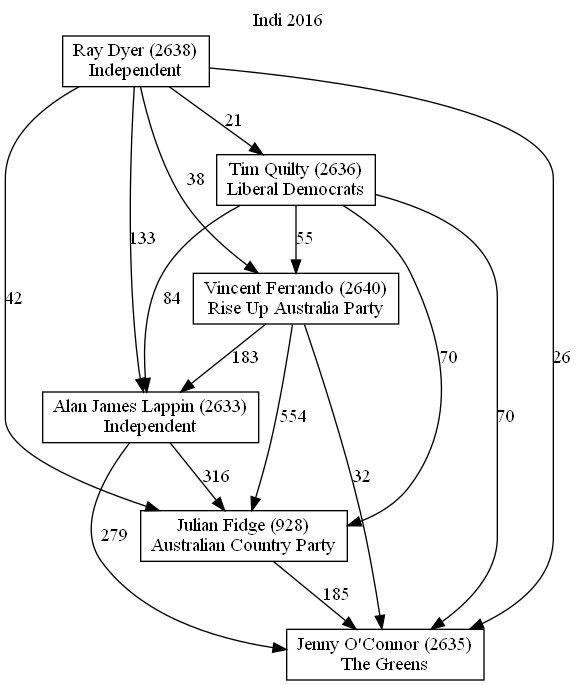 Indi 2016
Ray Dyer (2638)
Independent
21
Tim Quilty (2636)
Liberal Democrats
38
133
55
Vincent Ferrando (2640)
Rise Up Australia Party
42
84
183
70
26
Alan James Lappin (2633)
Independent
554
70
316
32
279
Julian Fidge (928)
Australian Country Party
185
Jenny O'Connor (2635)
The Greens